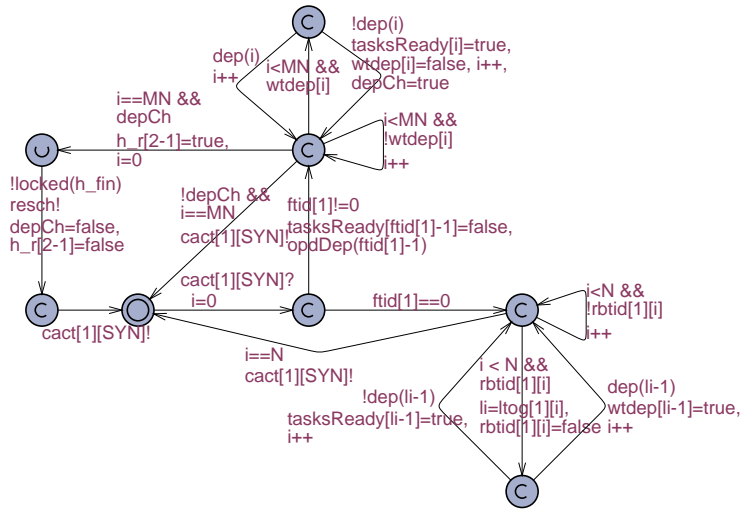 !dep(i)
tasksReady[i]=true,
wtdep[i]=false, i++,
depCh=true
dep(i)
i++
i<MN &&
wtdep[i]
i==MN &&
depCh
h_r[2-1]=true,
i=0
i<MN &&
!wtdep[i]
i++
!locked(h_fin)
resch!
depCh=false,
h_r[2-1]=false
!depCh &&
i==MN
cact[1][SYN]!
ftid[1]!=0
tasksReady[ftid[1]-1]=false,
opdDep(ftid[1]-1)
cact[1][SYN]?
i=0
ftid[1]==0
cact[1][SYN]!
i<N &&
!rbtid[1][i]
i++
i==N
cact[1][SYN]!
!dep(li-1)
tasksReady[li-1]=true,
i++
i < N &&
rbtid[1][i]
li=ltog[1][i],
rbtid[1][i]=false
dep(li-1)
wtdep[li-1]=true,
i++
C
C
C
C
C
C